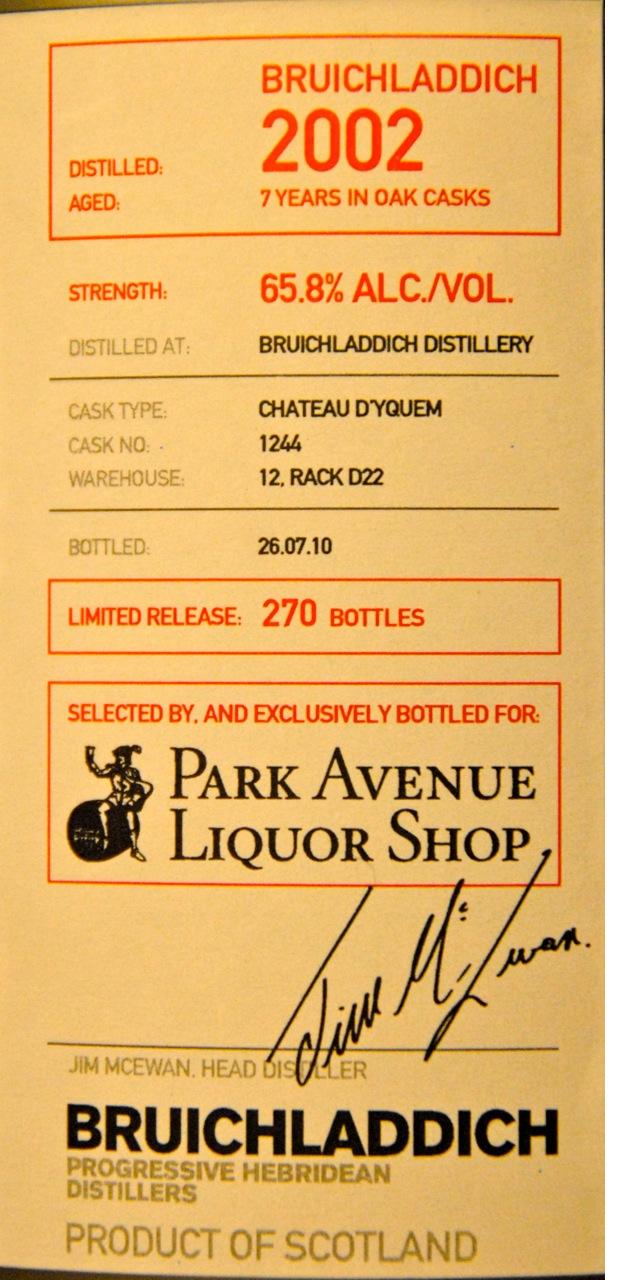 BRUICHLADDICH
DISTILLED: 2002
AGED: 7 YEARS IN OAK CASKS
STRENGTH: 65.8% ALC./VOL.
DISTILLED AT: BRUICHLADDICH DISTILLERY
CASK TYPE: CHATEAU D'YQUEM
CASK NO: 1244
WAREHOUSE: 12, RACK D22
BOTTLED: 26.07.10
LIMITED RELEASE: 270 BOTTLES
SELECTED BY, AND EXCLUSIVELY BOTTLED FOR:
PARK AVENUE
LIQUOR SHOP
Jim McEwan.
JIM MCEWAN, HEAD DISTILLER
BRUICHLADDICH
PROGRESSIVE HEBRIDEAN
DISTILLERS
PRODUCT OF SCOTLAND